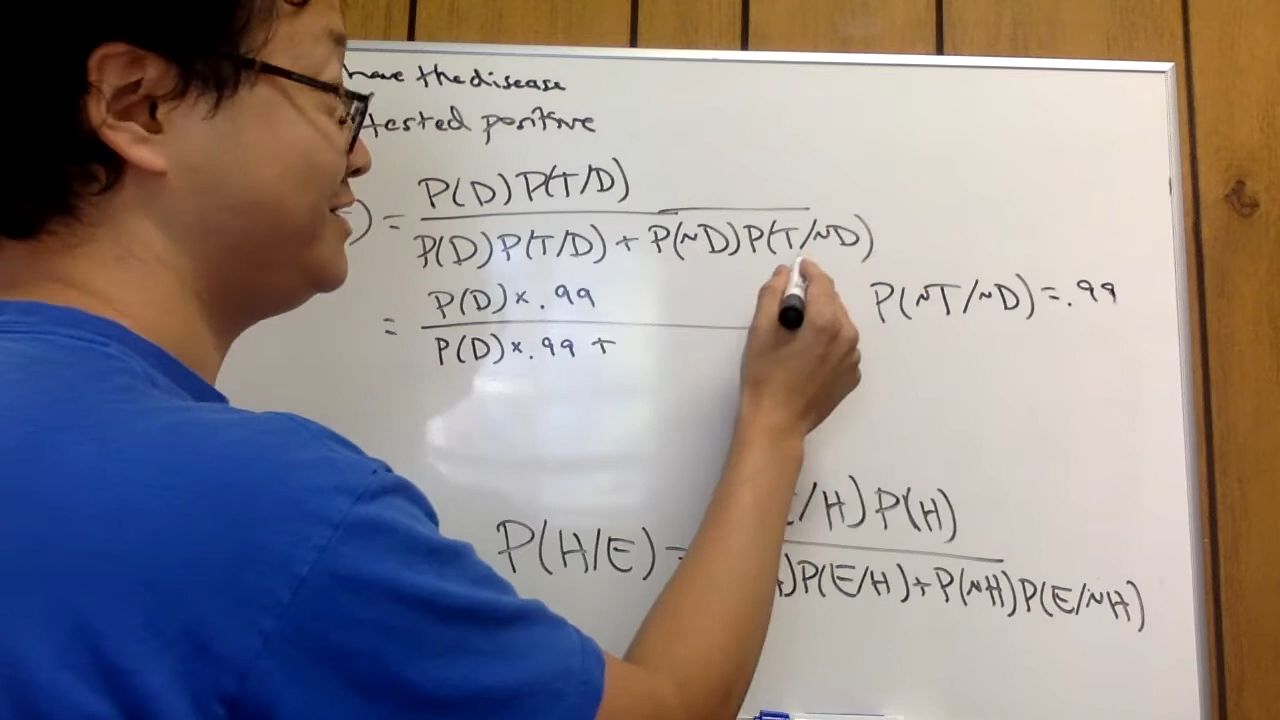 have the disease
tested positive
) = P(D)P(T/D)
P(D)P(T/D) + P(~D)P(T/~D)
= P(D) × .99
P(D) × .99 +
P(~T/~D) = .99
P(H/E) = /H)P(H)
)P(E/H) + P(~H)P(E/~H)